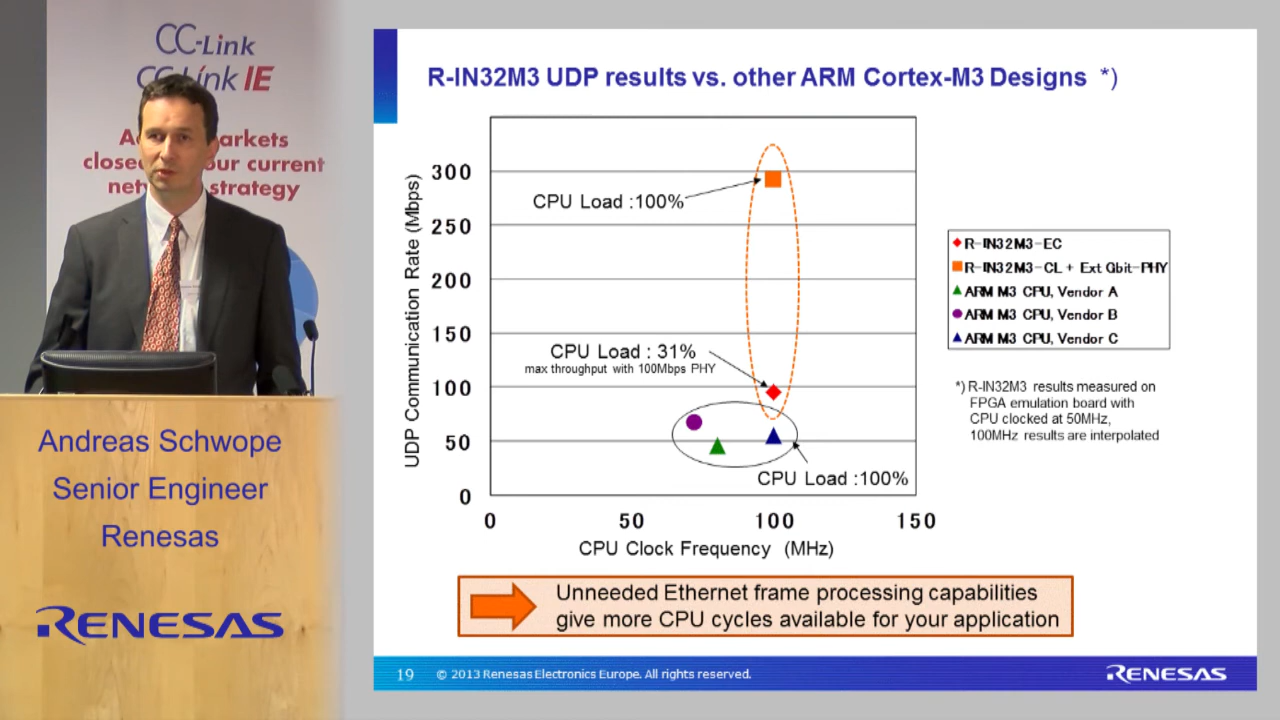 CC-Link
CC-Link IE
arkets
close our current
strategy
Andreas Schwope
Senior Engineer
Renesas
RENESAS
R-IN32M3 UDP results vs. other ARM Cortex-M3 Designs *)
UDP Communication Rate (Mbps)
300
250
200
150
100
50
0
0 50 100 150
CPU Clock Frequency (MHz)
CPU Load :100%
CPU Load : 31%
max throughput with 100Mbps PHY
CPU Load :100%
R-IN32M3-EC
R-IN32M3-CL + Ext Gbit-PHY
ARM M3 CPU, Vendor A
ARM M3 CPU, Vendor B
ARM M3 CPU, Vendor C
*) R-IN32M3 results measured on
FPGA emulation board with
CPU clocked at 50MHz,
100MHz results are interpolated
Unneeded Ethernet frame processing capabilities
give more CPU cycles available for your application
19 © 2013 Renesas Electronics Europe. All rights reserved.
RENESAS